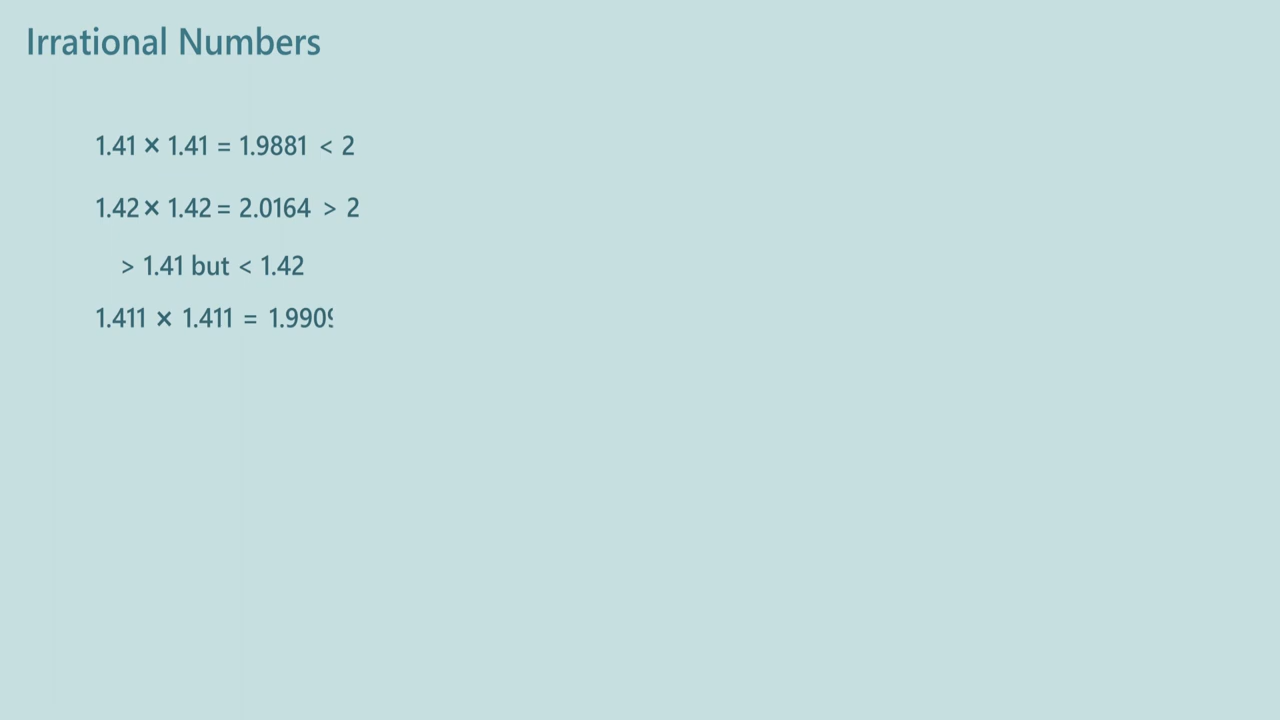 Irrational Numbers
1.41 × 1.41 = 1.9881 < 2
1.42 × 1.42 = 2.0164 > 2
> 1.41 but < 1.42
1.411 × 1.411 = 1.990